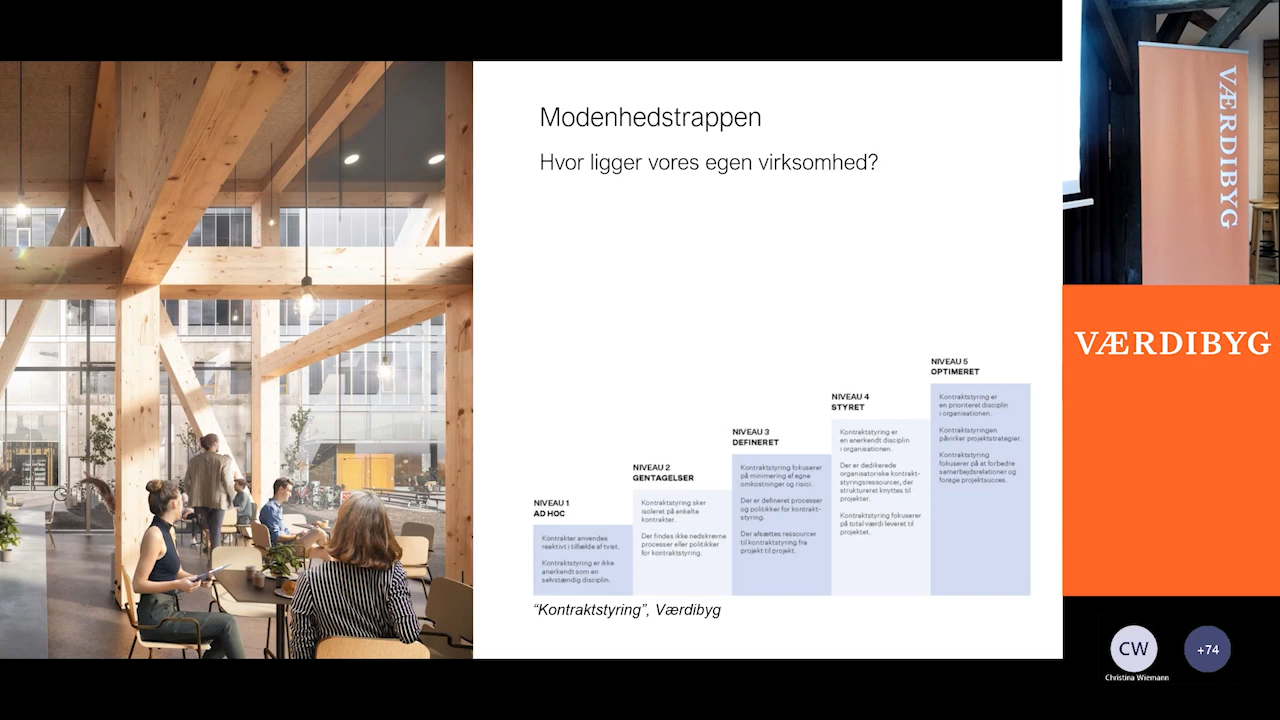 Modenhedstrappen
Hvor ligger vores egen virksomhed?
NIVEAU 1
AD HOC
Kontrakter anvendes
reaktivt i tilfælde af tvist.
Kontraktstyring er ikke
anerkendt som en
selvstændig disciplin.
NIVEAU 2
GENTAGELSER
Kontraktstyring sker
isoleret på enkelte
kontrakter.
Der findes ikke nedskrevne
processer eller politikker
for kontraktstyring.
NIVEAU 3
DEFINERET
Kontraktstyring fokuserer
på minimering af egne
omkostninger og risici.
Der er defineret processer
og politikker for kontrakt-
styring.
Der afsættes ressourcer
til kontraktstyring fra
projekt til projekt.
NIVEAU 4
STYRET
Kontraktstyring er
en anerkendt disciplin
i organisationen.
Der er dedikerede
organisatoriske kontrakt-
styringsressourcer, der
struktureret knyttes til
projekter.
Kontraktstyring fokuserer
på total værdi leveret til
projektet.
NIVEAU 5
OPTIMERET
Kontraktstyring er
en prioriteret disciplin
i organisationen.
Kontraktstyringen
påvirker projektstrategier.
Kontraktstyring
fokuserer på at forbedre
samarbejdsrelationer og
forøge projektsucces.
"Kontraktstyring", Værdibyg
VÆRDIBYG
VÆRDIBYG
CW
+74
Christina Wiemann